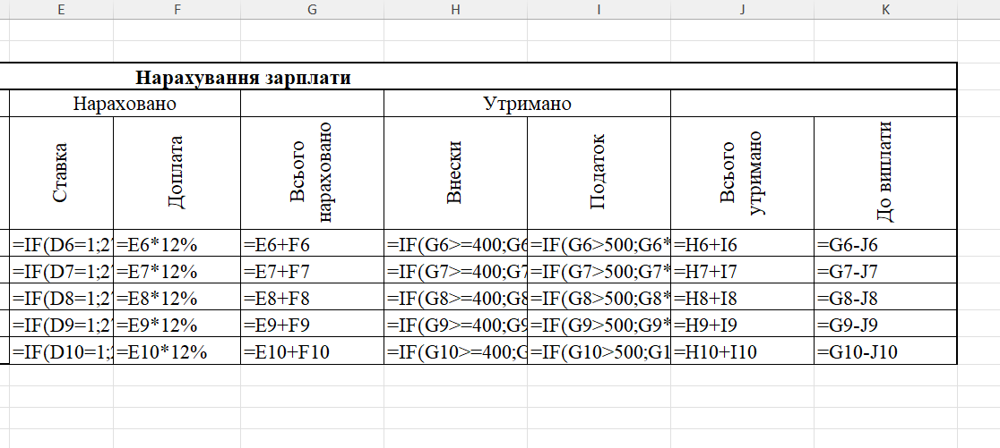 E F G H I J K
Нарахування зарплати
Нараховано Утримано
Ставка Доплата Всього нараховано Внески Податок Всього утримано До виплати
=IF(D6=1;2 =E6*12% =E6+F6 =IF(G6>=400;G6 =IF(G6>500;G6* =H6+I6 =G6-J6
=IF(D7=1;2 =E7*12% =E7+F7 =IF(G7>=400;G7 =IF(G7>500;G7* =H7+I7 =G7-J7
=IF(D8=1;2 =E8*12% =E8+F8 =IF(G8>=400;G8 =IF(G8>500;G8* =H8+I8 =G8-J8
=IF(D9=1;2 =E9*12% =E9+F9 =IF(G9>=400;G9 =IF(G9>500;G9* =H9+I9 =G9-J9
=IF(D10=1; =E10*12% =E10+F10 =IF(G10>=400;G =IF(G10>500;G1 =H10+I10 =G10-J10